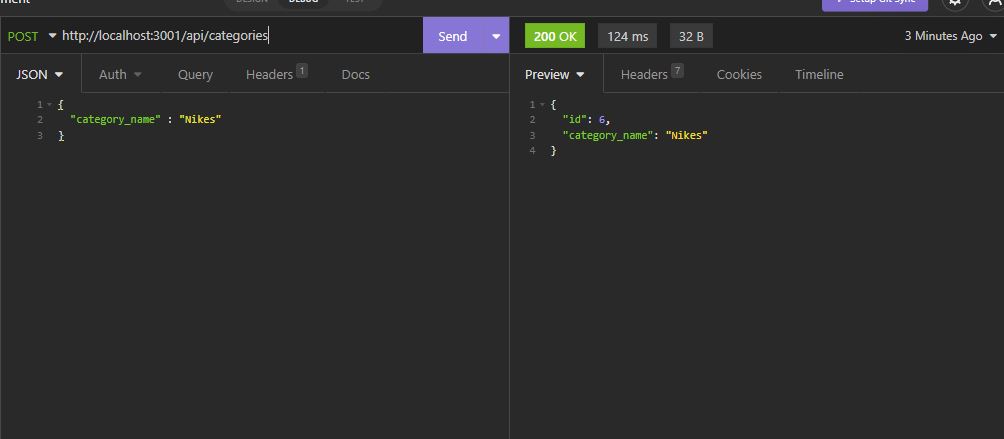 ment DESIGN DEBUG TEST Setup Git Sync
POST http://localhost:3001/api/categories Send 200 OK 124 ms 32 B 3 Minutes Ago
JSON Auth Query Headers 1 Docs Preview Headers 7 Cookies Timeline
1 {
2 "category_name" : "Nikes"
3 }
1 {
2 "id": 6,
3 "category_name": "Nikes"
4 }